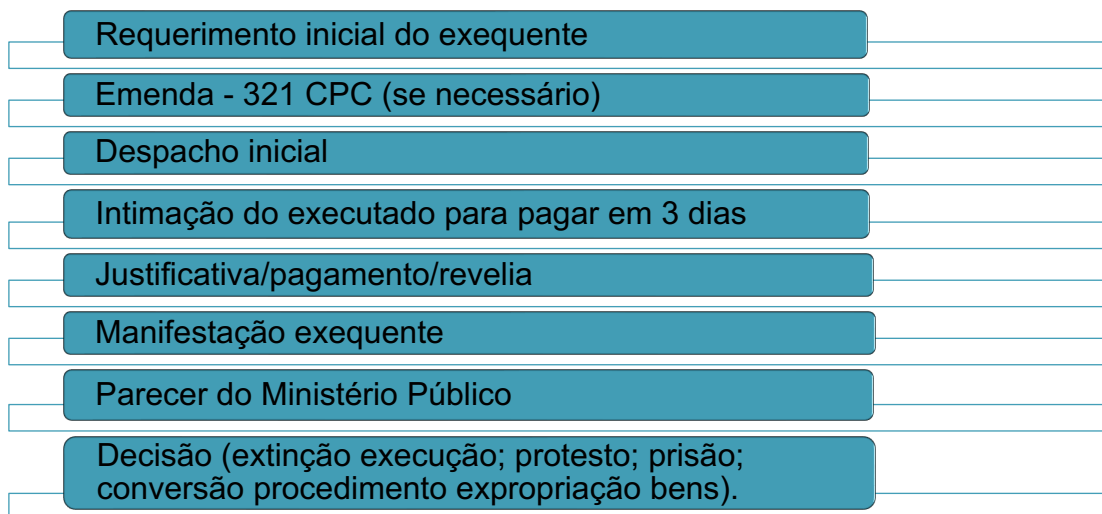 Requerimento inicial do exequente
Emenda - 321 CPC (se necessário)
Despacho inicial
Intimação do executado para pagar em 3 dias
Justificativa/pagamento/revelia
Manifestação exequente
Parecer do Ministério Público
Decisão (extinção execução; protesto; prisão;
conversão procedimento expropriação bens).